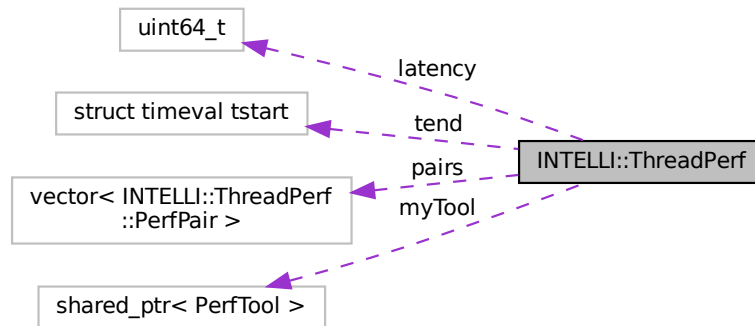 uint64_t
latency
struct timeval tstart
tend
INTELLI::ThreadPerf
pairs
vector< INTELLI::ThreadPerf
::PerfPair >
myTool
shared_ptr< PerfTool >